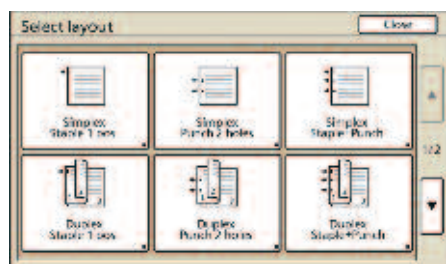 Select layout
Close
Simplex
Staple 1 pos
Simplex
Punch 2 holes
Simplex
Staple+Punch
1/2
Duplex
Staple 1 pos
Duplex
Punch 2 holes
Duplex
Staple+Punch